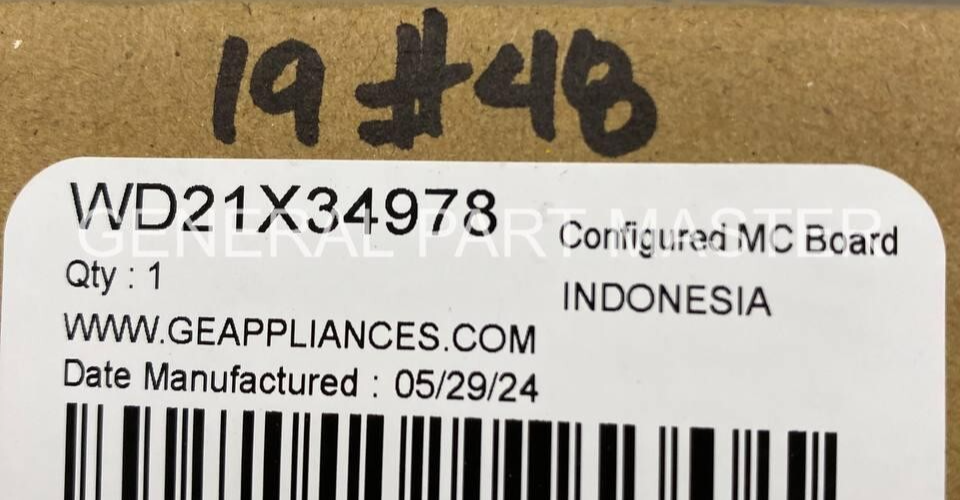 19 #48
WD21X34978
GENERAL PART MASTER
Configured MC Board
Qty : 1
INDONESIA
WWW.GEAPPLIANCES.COM
Date Manufactured : 05/29/24